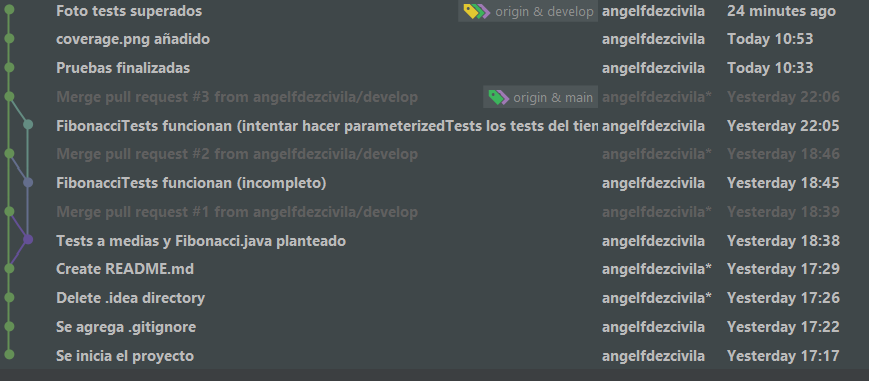 Foto tests superados origin & develop angelfdezcivila 24 minutes ago
coverage.png añadido angelfdezcivila Today 10:53
Pruebas finalizadas angelfdezcivila Today 10:33
Merge pull request #3 from angelfdezcivila/develop origin & main angelfdezcivila* Yesterday 22:06
FibonacciTests funcionan (intentar hacer parameterizedTests los tests del tien angelfdezcivila Yesterday 22:05
Merge pull request #2 from angelfdezcivila/develop angelfdezcivila* Yesterday 18:46
FibonacciTests funcionan (incompleto) angelfdezcivila Yesterday 18:45
Merge pull request #1 from angelfdezcivila/develop angelfdezcivila* Yesterday 18:39
Tests a medias y Fibonacci.java planteado angelfdezcivila Yesterday 18:38
Create README.md angelfdezcivila* Yesterday 17:29
Delete .idea directory angelfdezcivila* Yesterday 17:26
Se agrega .gitignore angelfdezcivila Yesterday 17:22
Se inicia el proyecto angelfdezcivila Yesterday 17:17